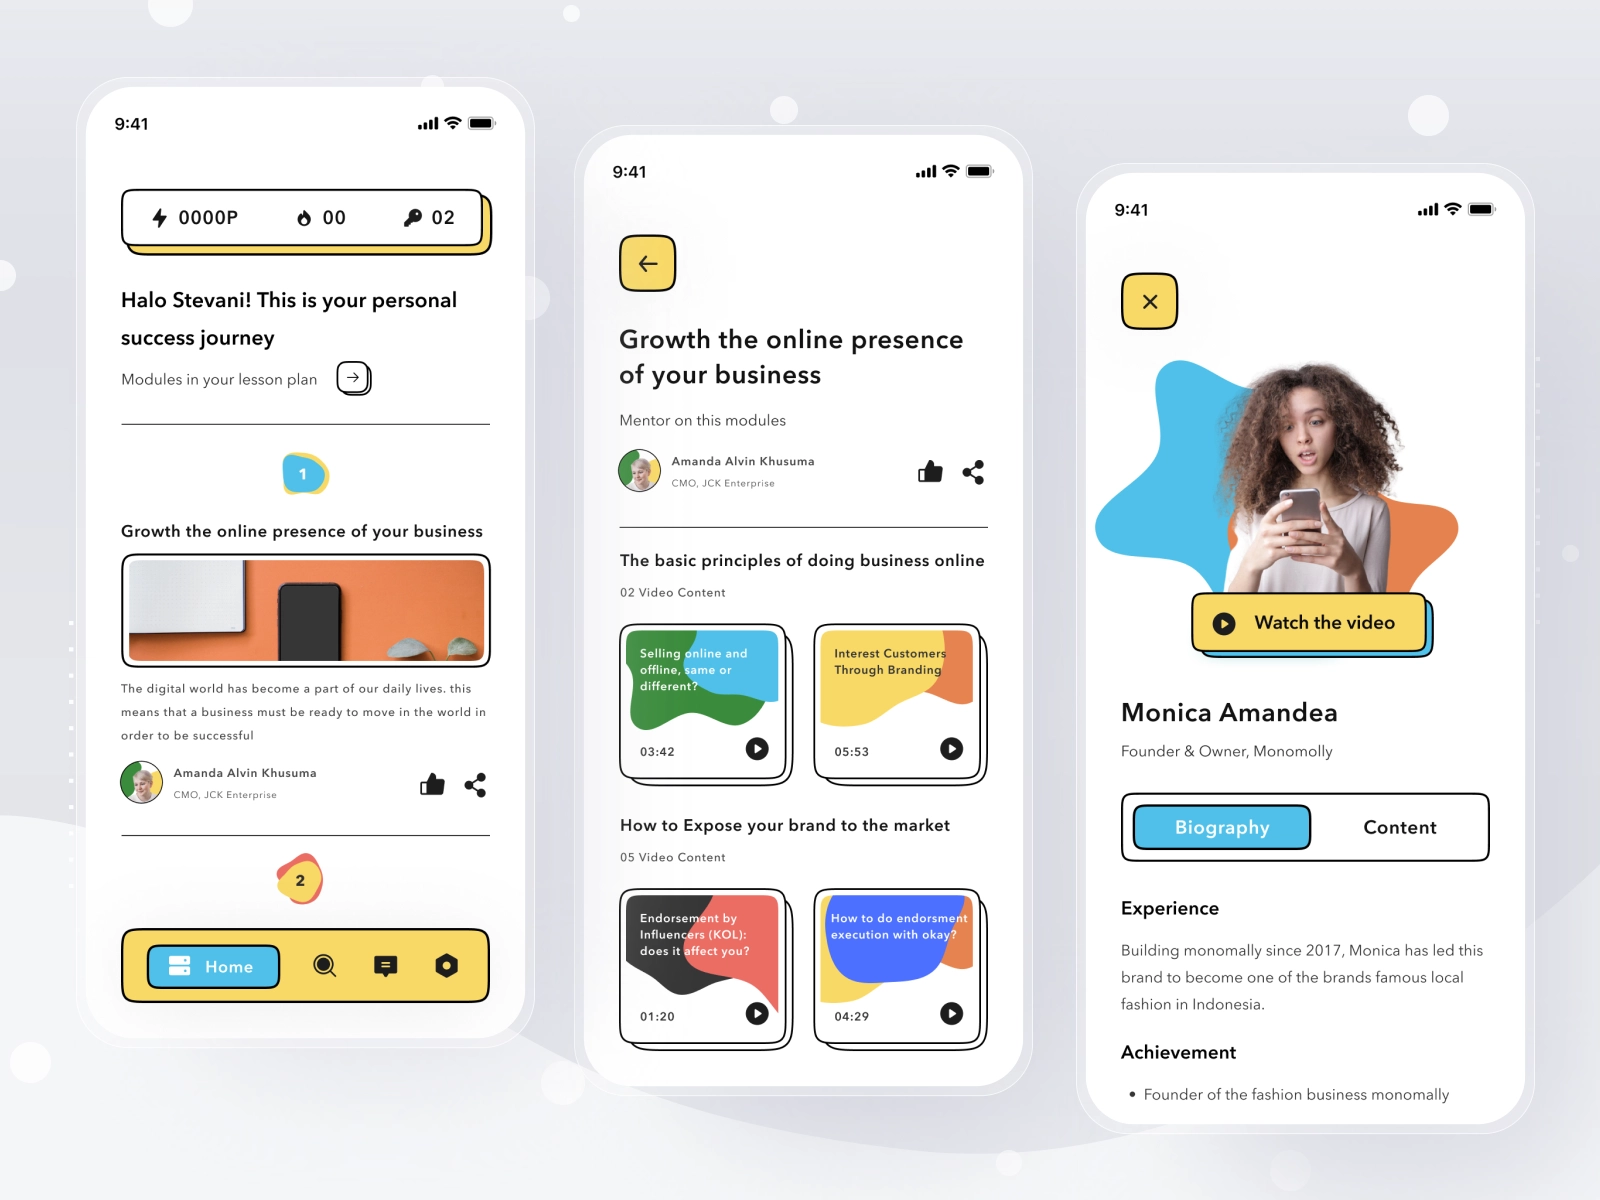 9:41
0000P 00 02
Halo Stevani! This is your personal
success journey
Modules in your lesson plan
1
Growth the online presence of your business
The digital world has become a part of our daily lives. this
means that a business must be ready to move in the world in
order to be successful
Amanda Alvin Khusuma
CMO, JCK Enterprise
2
Home
9:41
Growth the online presence
of your business
Mentor on this modules
Amanda Alvin Khusuma
CMO, JCK Enterprise
The basic principles of doing business online
02 Video Content
Selling online and
offline, same or
different?
03:42
Interest Customers
Through Branding
05:53
How to Expose your brand to the market
05 Video Content
Endorsement by
Influencers (KOL):
does it affect you?
01:20
How to do endorsment
execution with okay?
04:29
9:41
Watch the video
Monica Amandea
Founder & Owner, Monomolly
Biography Content
Experience
Building monomally since 2017, Monica has led this
brand to become one of the brands famous local
fashion in Indonesia.
Achievement
• Founder of the fashion business monomally